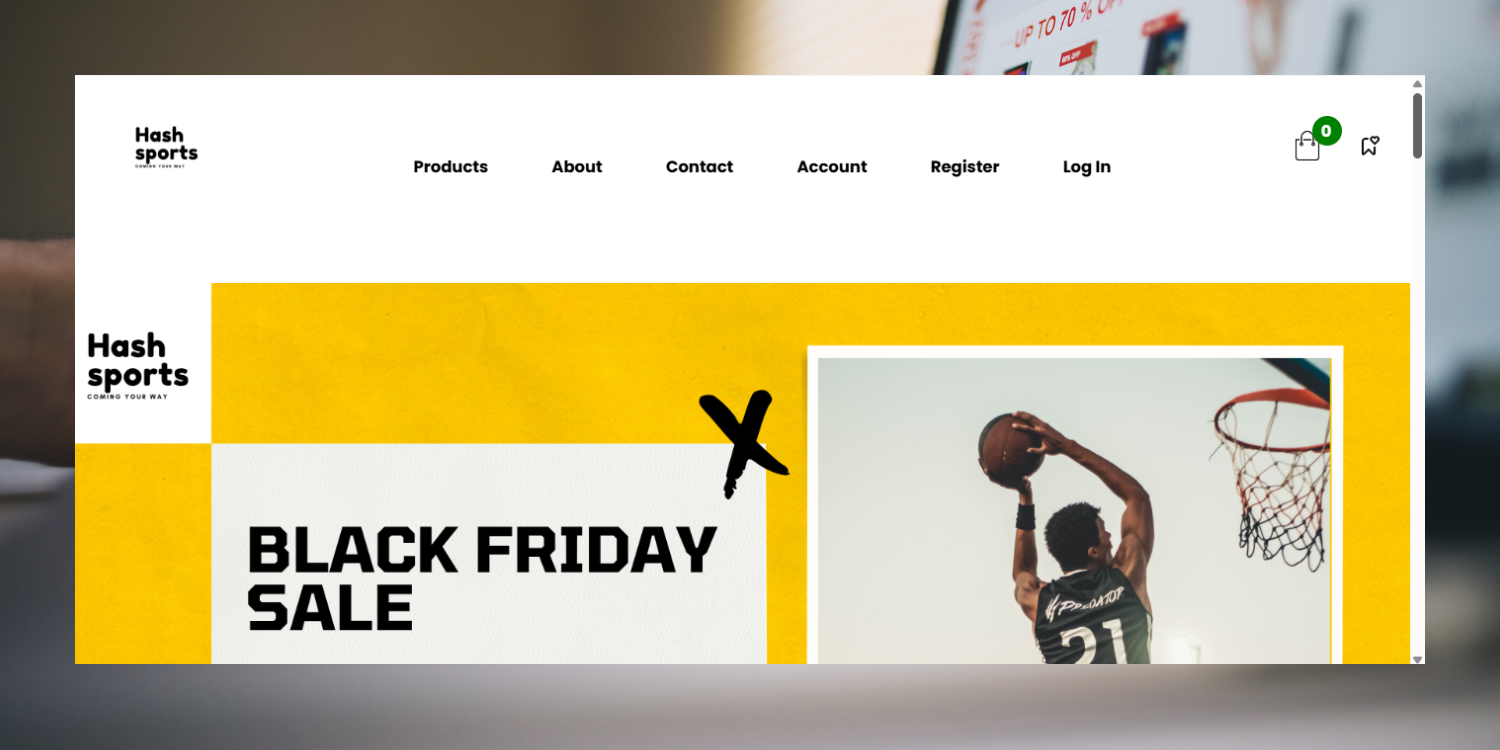 UP TO 70 % OF
Hash
sports
COMING YOUR WAY
0
Products About Contact Account Register Log In
Hash
sports
COMING YOUR WAY
BLACK FRIDAY
SALE
PREDATOR
21